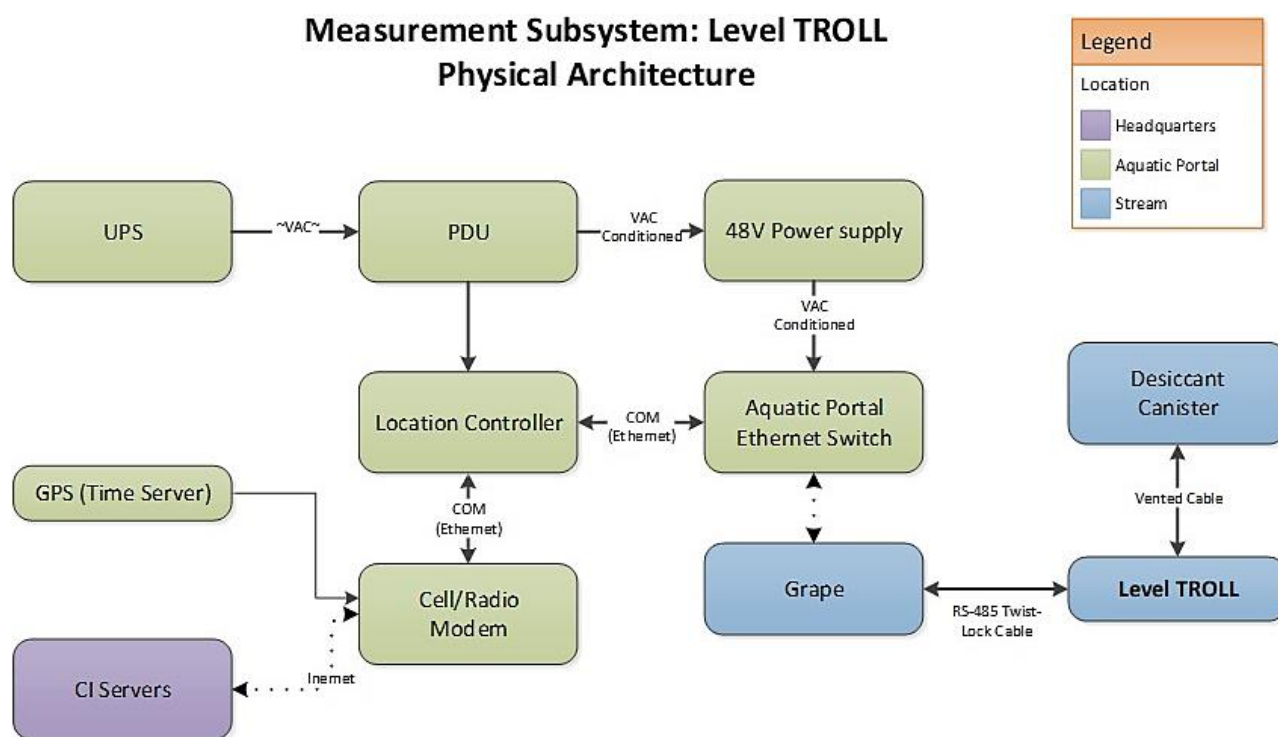 Measurement Subsystem: Level TROLL
Physical Architecture
Legend
Location
Headquarters
Aquatic Portal
Stream
UPS
~VAC~
PDU
VAC
Conditioned
48V Power supply
VAC
Conditioned
Location Controller
COM
(Ethernet)
Aquatic Portal
Ethernet Switch
Desiccant
Canister
GPS (Time Server)
COM
(Ethernet)
Vented Cable
Cell/Radio
Modem
Grape
RS-485 Twist-
Lock Cable
Level TROLL
CI Servers
Inemet